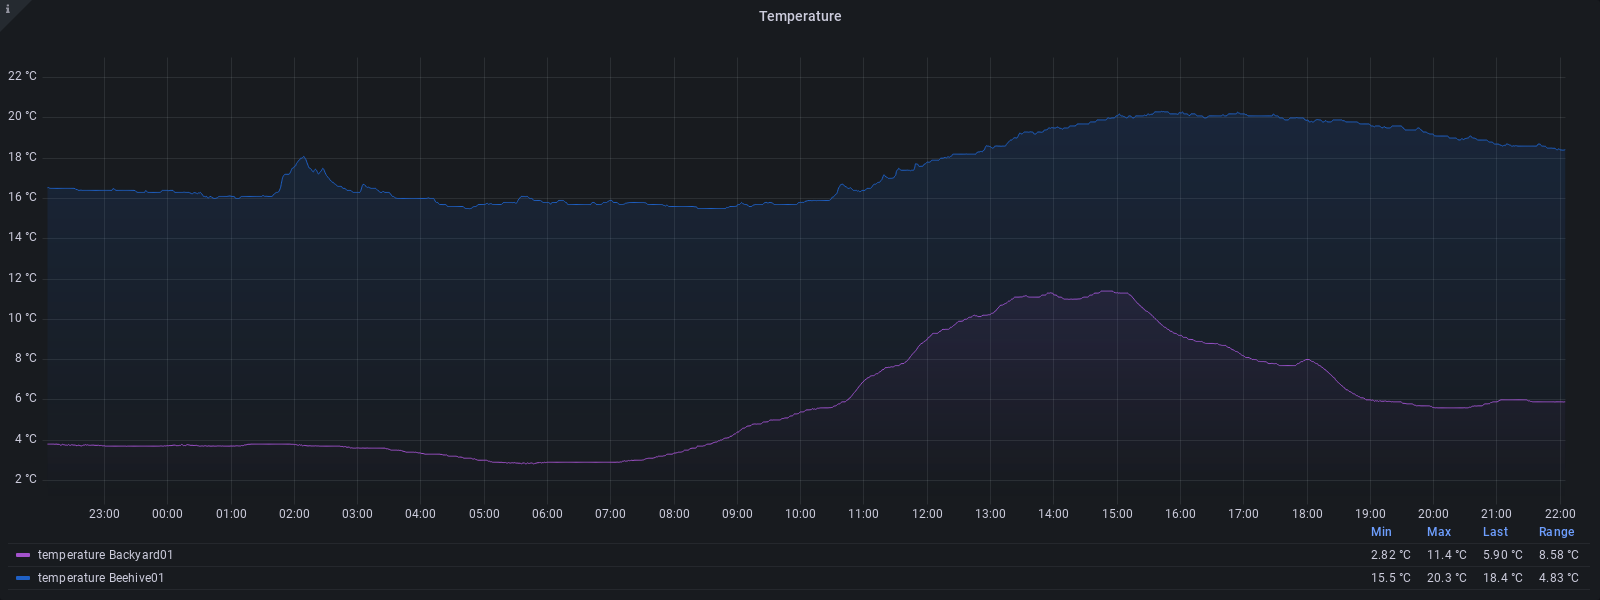 i
Temperature
22 °C
20 °C
18 °C
16 °C
14 °C
12 °C
10 °C
8 °C
6 °C
4 °C
2 °C
23:00 00:00 01:00 02:00 03:00 04:00 05:00 06:00 07:00 08:00 09:00 10:00 11:00 12:00 13:00 14:00 15:00 16:00 17:00 18:00 19:00 20:00 21:00 22:00
Min Max Last Range
temperature Backyard01 2.82 °C 11.4 °C 5.90 °C 8.58 °C
temperature Beehive01 15.5 °C 20.3 °C 18.4 °C 4.83 °C